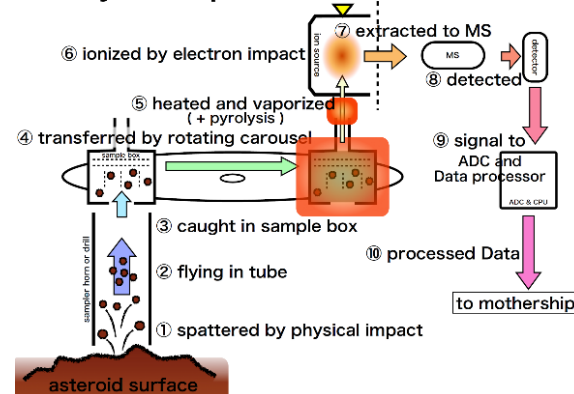 ⑦ extracted to MS
⑥ ionized by electron impact
ion source
MS
detector
⑧ detected
⑤ heated and vaporized
( + pyrolysis )
④ transferred by rotating carousel
sample box
⑨ signal to
ADC and
Data processor
ADC & CPU
③ caught in sample box
⑩ processed Data
② flying in tube
sampler horn or drill
to mothership
① spattered by physical impact
asteroid surface